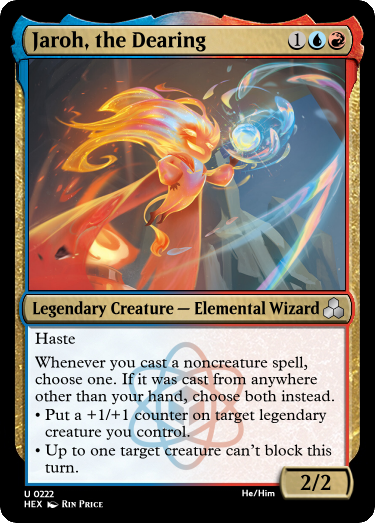 Jaroh, the Dearing 1
Legendary Creature — Elemental Wizard
Haste
Whenever you cast a noncreature spell,
choose one. If it was cast from anywhere
other than your hand, choose both instead.
• Put a +1/+1 counter on target legendary
creature you control.
• Up to one target creature can't block this
turn.
2/2
U 0222 He/Him
HEX Rin Price